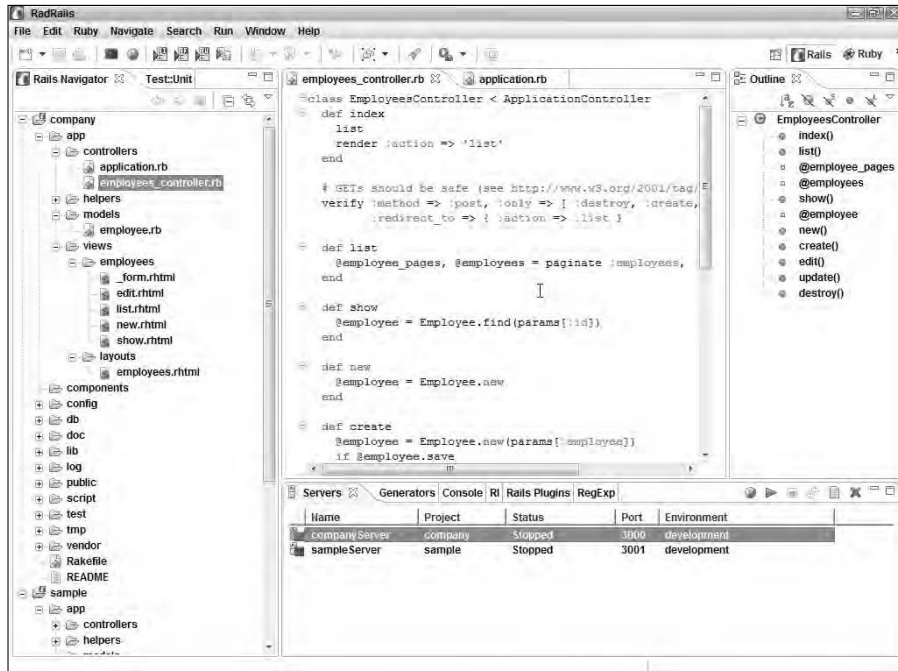 RadRails
File Edit Ruby Navigate Search Run Window Help
Rails Ruby
Rails Navigator Test::Unit
company
app
controllers
application.rb
employees_controller.rb
helpers
models
employee.rb
views
employees
_form.rhtml
edit.rhtml
list.rhtml
new.rhtml
show.rhtml
layouts
employees.rhtml
components
config
db
doc
lib
log
public
script
test
tmp
vendor
Rakefile
README
sample
app
controllers
helpers
models
employees_controller.rb application.rb
class EmployeesController < ApplicationController
def index
list
render :action => 'list'
end
# GETs should be safe (see http://www.w3.org/2001/tag/
verify :method => :post, :only => [ :destroy, :create,
:redirect_to => { :action => :list }
def list
@employee_pages, @employees = paginate :employees,
end
def show
@employee = Employee.find(params[:id])
end
def new
@employee = Employee.new
end
def create
@employee = Employee.new(params[:employee])
if @employee.save
Outline
EmployeesController
index()
list()
@employee_pages
@employees
show()
@employee
new()
create()
edit()
update()
destroy()
Servers Generators Console RI Rails Plugins RegExp
Name Project Status Port Environment
companyServer company Stopped 3000 development
sampleServer sample Stopped 3001 development